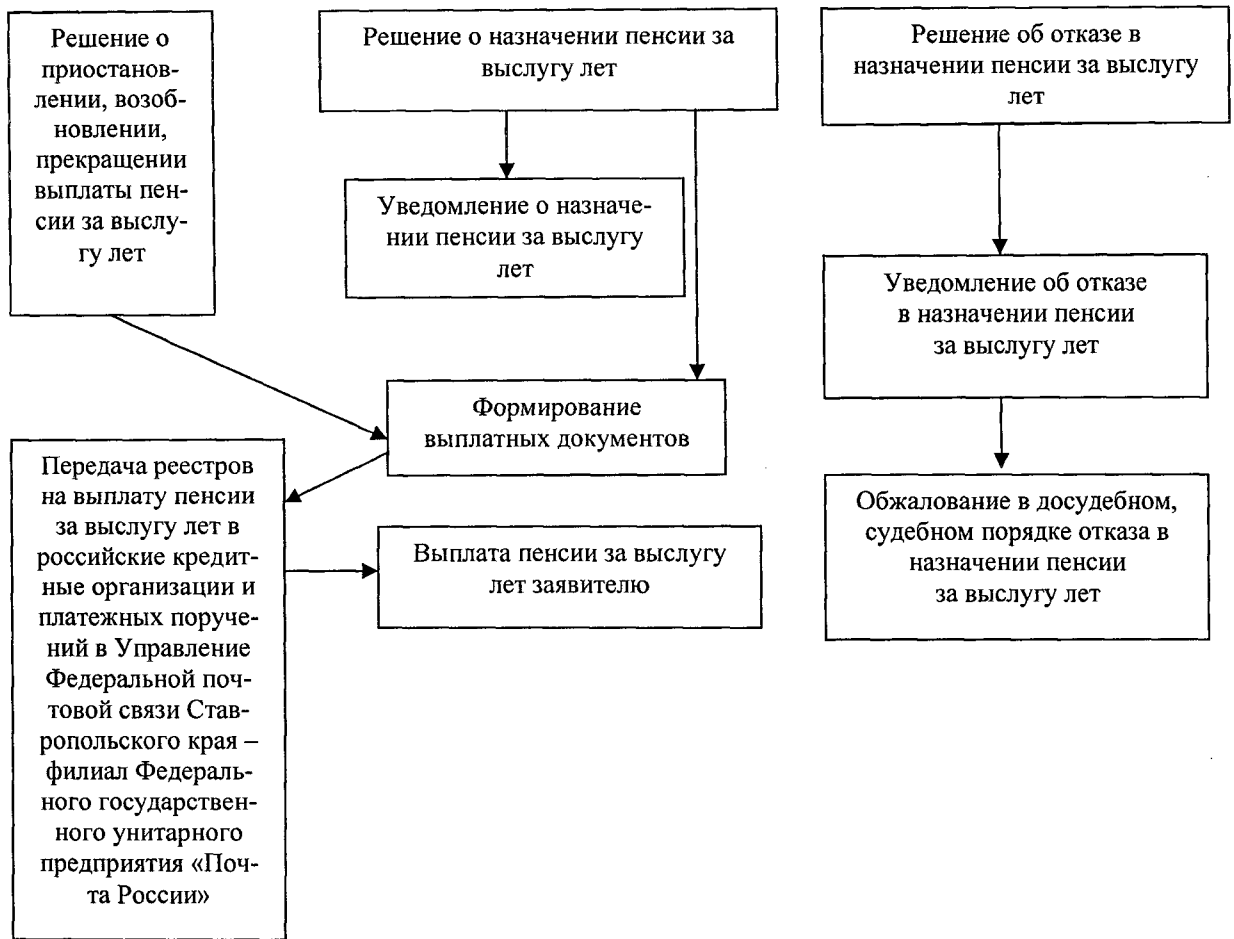 Решение о
приостанов-
лении, возоб-
новлении,
прекращении
выплаты пен-
сии за выслу-
гу лет
Решение о назначении пенсии за
выслугу лет
Решение об отказе в
назначении пенсии за выслугу
лет
Уведомление о назначе-
нии пенсии за выслугу
лет
Уведомление об отказе
в назначении пенсии
за выслугу лет
Формирование
выплатных документов
Передача реестров
на выплату пенсии
за выслугу лет в
российские кредит-
ные организации и
платежных поруче-
ний в Управление
Федеральной поч-
товой связи Став-
ропольского края –
филиал Федераль-
ного государствен-
ного унитарного
предприятия «Поч-
та России»
Выплата пенсии за выслугу
лет заявителю
Обжалование в досудебном,
судебном порядке отказа в
назначении пенсии
за выслугу лет